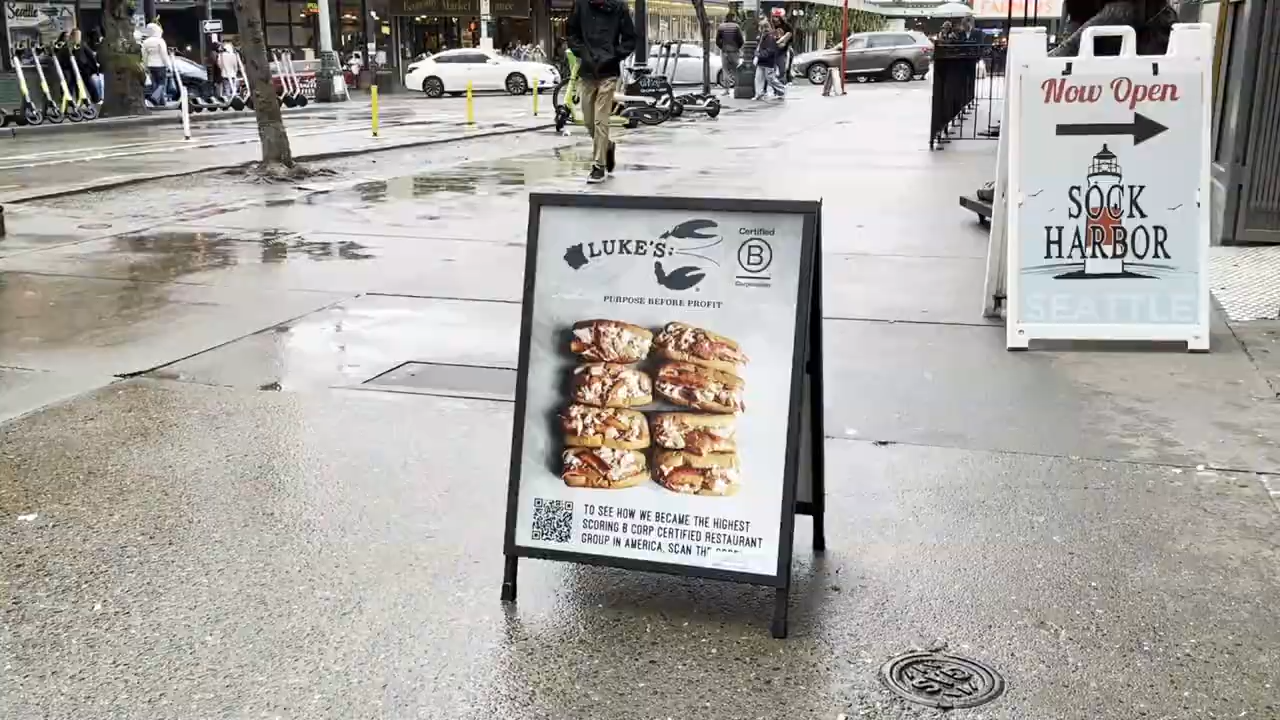 Seattle
Now Open
SOCK
HARBOR
SEATTLE
LUKE'S
Certified
B
Corporation
PURPOSE BEFORE PROFIT
TO SEE HOW WE BECAME THE HIGHEST
SCORING B CORP CERTIFIED RESTAURANT
GROUP IN AMERICA, SCAN THE